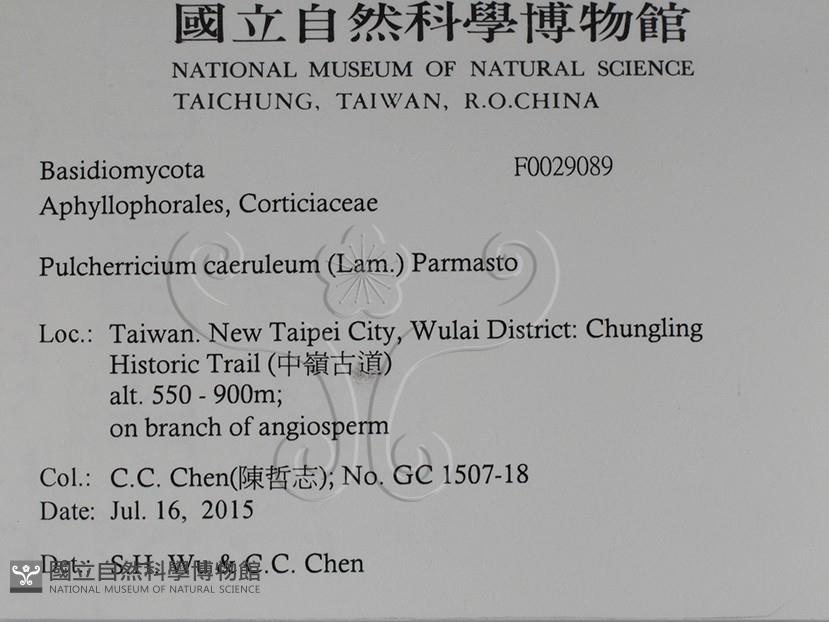 國立自然科學博物館
NATIONAL MUSEUM OF NATURAL SCIENCE
TAICHUNG, TAIWAN, R.O.CHINA
Basidiomycota F0029089
Aphyllophorales, Corticiaceae
Pulcherricium caeruleum (Lam.) Parmasto
Loc.: Taiwan. New Taipei City, Wulai District: Chungling
Historic Trail (中嶺古道)
alt. 550 - 900m;
on branch of angiosperm
Col.: C.C. Chen(陳哲志); No. GC 1507-18
Date: Jul. 16, 2015
Det.: S.H. Wu & C.C. Chen
國立自然科學博物館
NATIONAL MUSEUM OF NATURAL SCIENCE